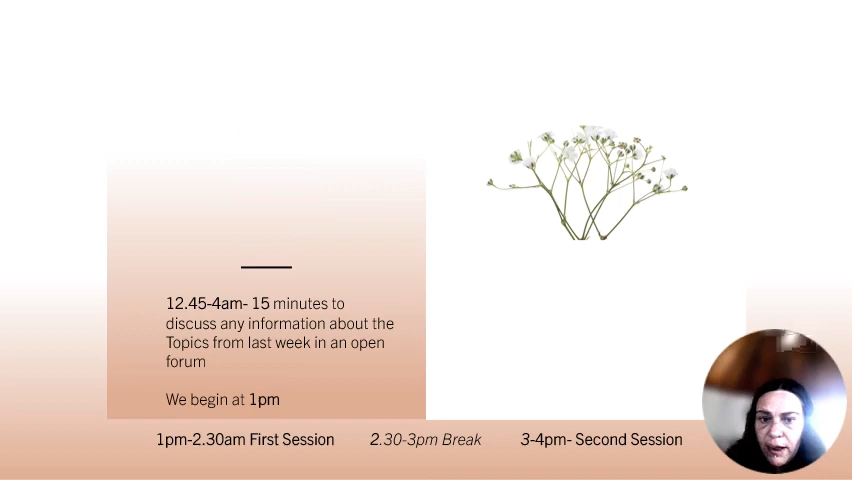 12.45-4am- 15 minutes to
discuss any information about the
Topics from last week in an open
forum
We begin at 1pm
1pm-2.30am First Session
2.30-3pm Break
3-4pm- Second Session